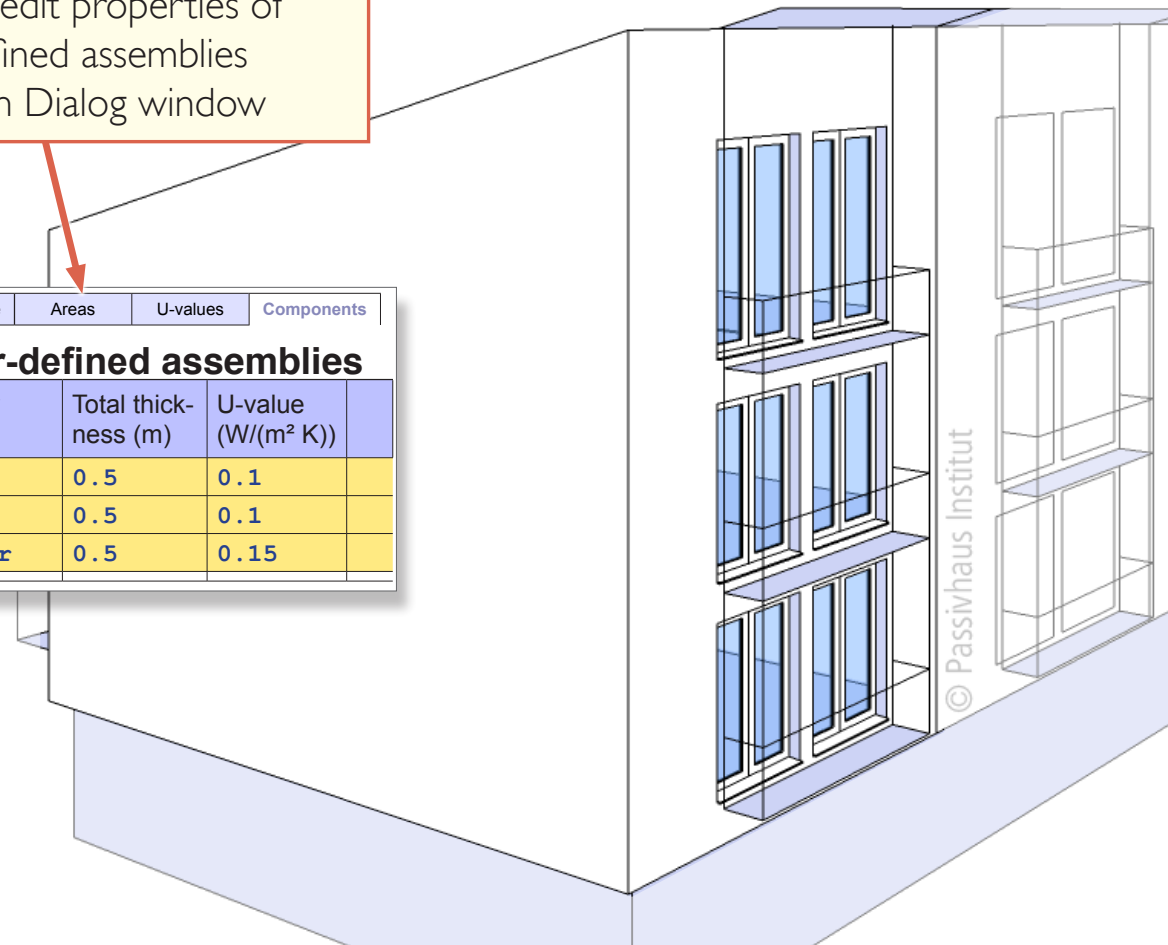 edit properties of
fined assemblies
n Dialog window
Areas U-values Components
r-defined assemblies
Total thick-
ness (m)
U-value
(W/(m² K))
0.5 0.1
0.5 0.1
r 0.5 0.15
© Passivhaus Institut